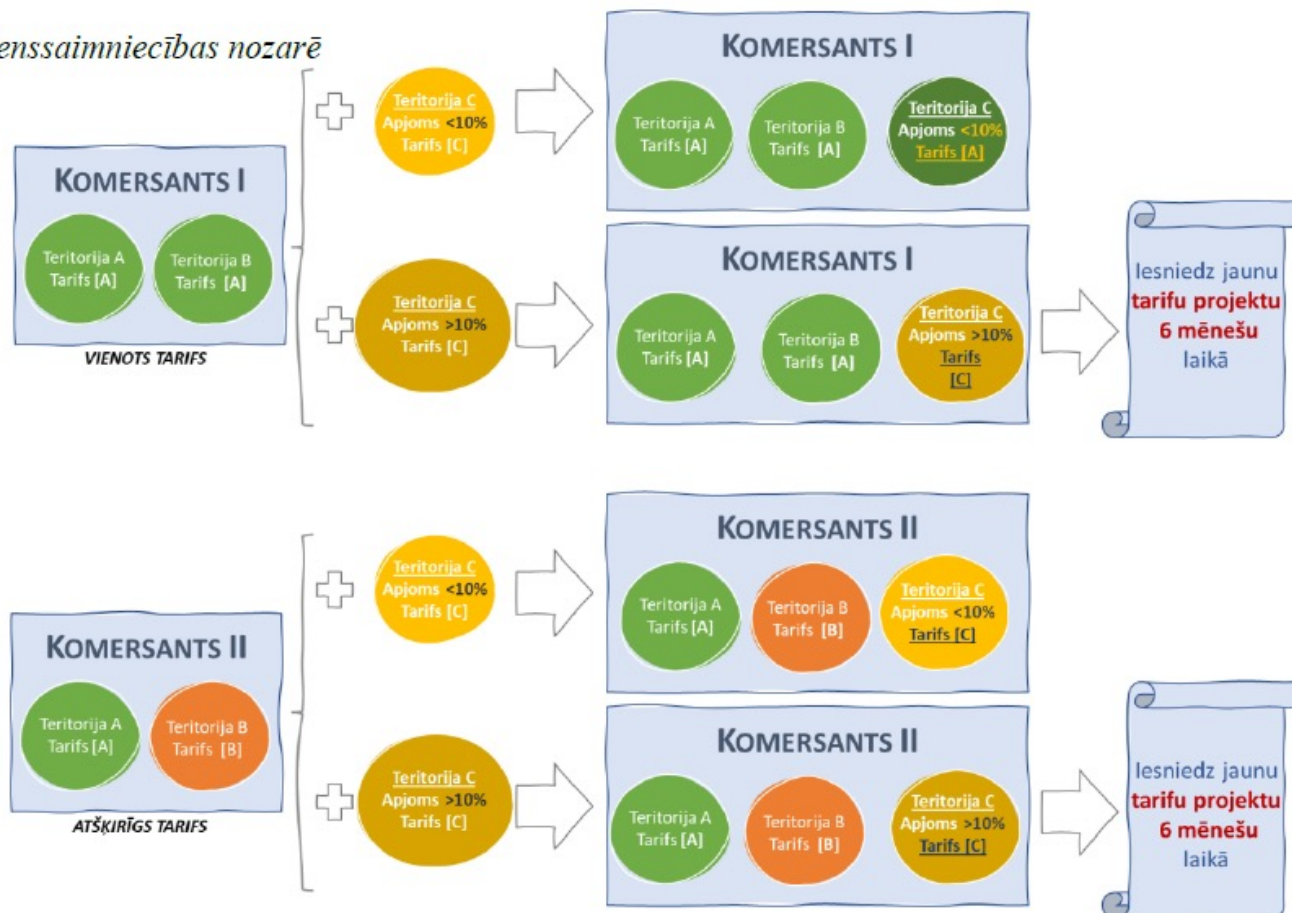 enssaimniecības nozarē
KOMERSANTS I
Teritorija A
Tarifs [A]
Teritorija B
Tarifs [A]
VIENOTS TARIFS
Teritorija C
Apjoms <10%
Tarifs [C]
KOMERSANTS I
Teritorija A
Tarifs [A]
Teritorija B
Tarifs [A]
Teritorija C
Apjoms <10%
Tarifs [A]
Teritorija C
Apjoms >10%
Tarifs [C]
KOMERSANTS I
Teritorija A
Tarifs [A]
Teritorija B
Tarifs [A]
Teritorija C
Apjoms >10%
Tarifs
[C]
Iesniedz jaunu
tarifu projektu
6 mēnešu
laikā
KOMERSANTS II
Teritorija A
Tarifs [A]
Teritorija B
Tarifs [B]
ATŠĶIRĪGS TARIFS
Teritorija C
Apjoms <10%
Tarifs [C]
KOMERSANTS II
Teritorija A
Tarifs [A]
Teritorija B
Tarifs [B]
Teritorija C
Apjoms <10%
Tarifs [C]
Teritorija C
Apjoms >10%
Tarifs [C]
KOMERSANTS II
Teritorija A
Tarifs [A]
Teritorija B
Tarifs [B]
Teritorija C
Apjoms >10%
Tarifs [C]
Iesniedz jaunu
tarifu projektu
6 mēnešu
laikā